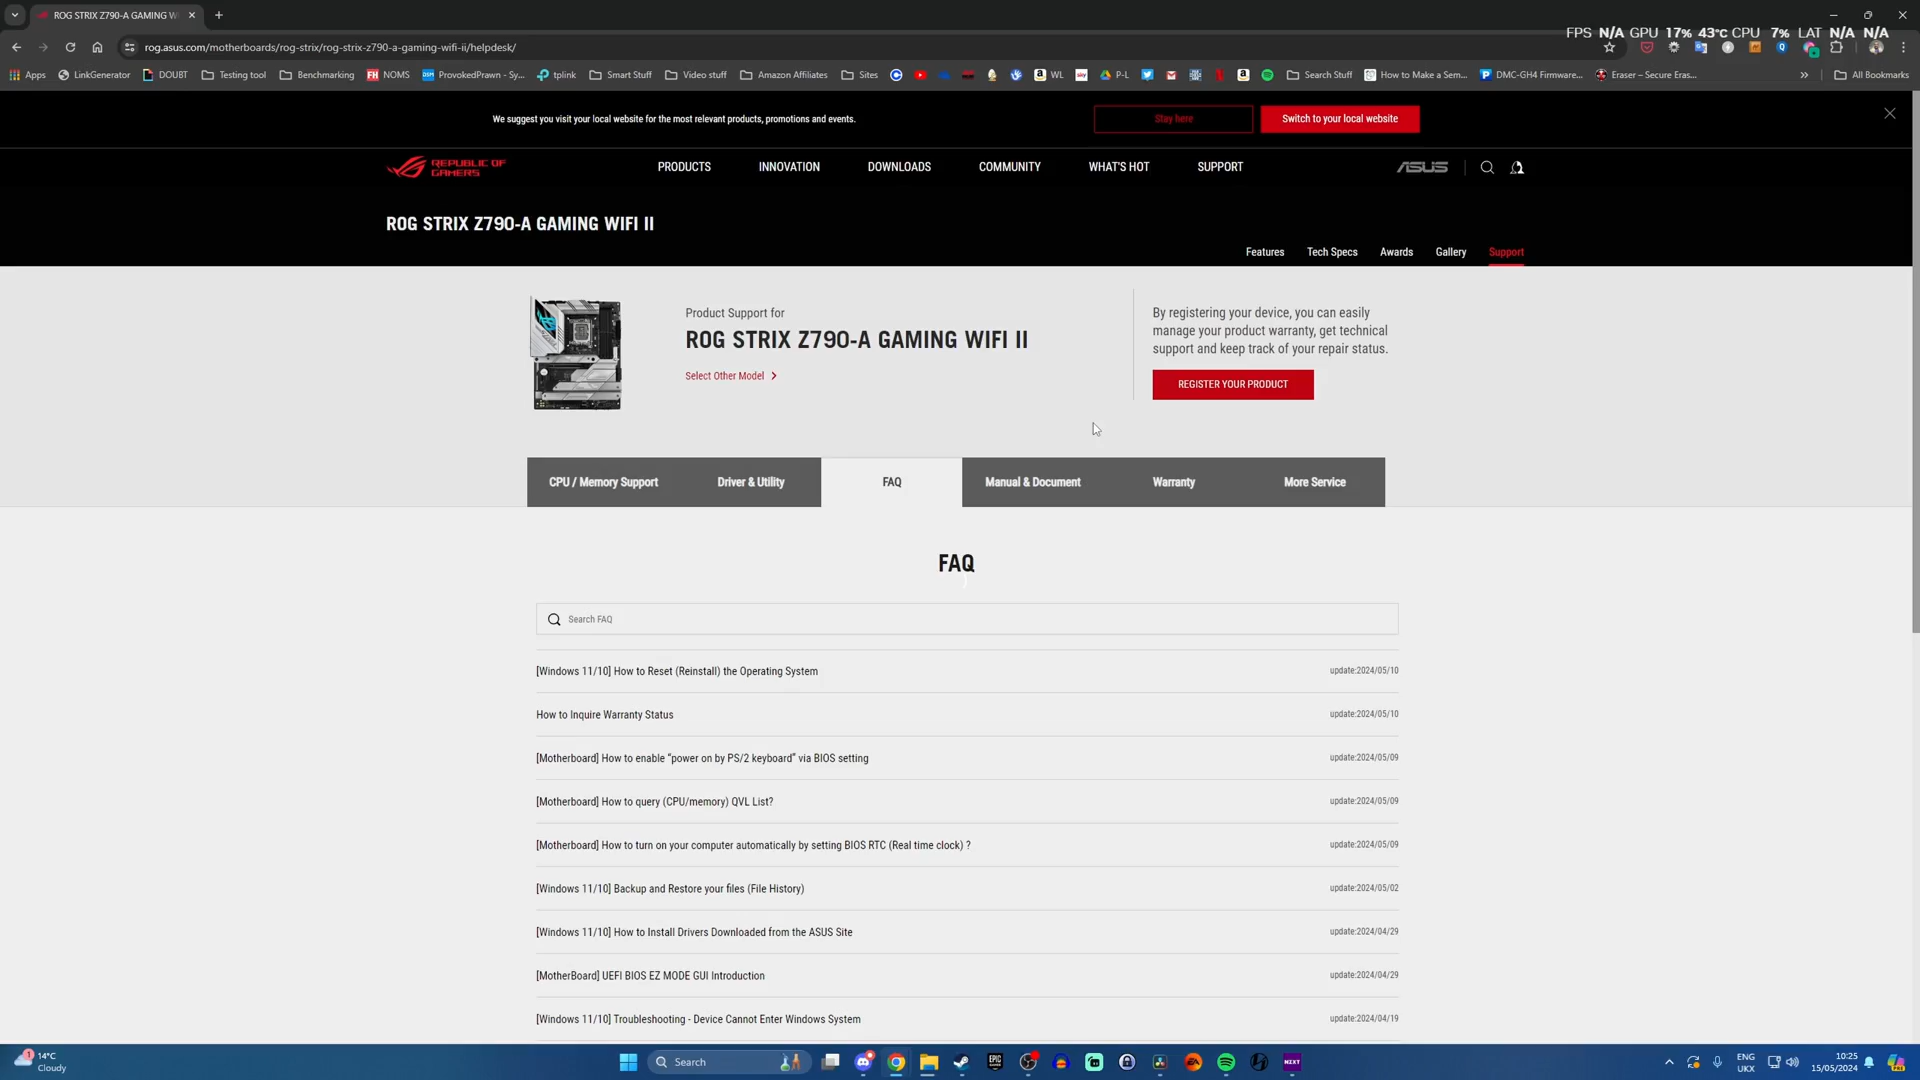 ROG STRIX Z790-A GAMING W
FPS N/A GPU 17% 43°C CPU 7% LAT N/A N/A
rog.asus.com/motherboards/rog-strix/rog-strix-z790-a-gaming-wifi-ii/helpdesk/
Apps LinkGenerator DOUBT Testing tool Benchmarking NOMS ProvokedPrawn - Sy... tplink Smart Stuff Video stuff Amazon Affiliates Sites WL P-L Search Stuff How to Make a Sem... DMC-GH4 Firmware... Eraser – Secure Eras... All Bookmarks
We suggest you visit your local website for the most relevant products, promotions and events.
Stay here
Switch to your local website
REPUBLIC OF
GAMERS
PRODUCTS INNOVATION DOWNLOADS COMMUNITY WHAT'S HOT SUPPORT
ASUS
ROG STRIX Z790-A GAMING WIFI II
Features Tech Specs Awards Gallery Support
Product Support for
ROG STRIX Z790-A GAMING WIFI II
Select Other Model
By registering your device, you can easily
manage your product warranty, get technical
support and keep track of your repair status.
REGISTER YOUR PRODUCT
CPU / Memory Support Driver & Utility FAQ Manual & Document Warranty More Service
FAQ
Search FAQ
[Windows 11/10] How to Reset (Reinstall) the Operating System update:2024/05/10
How to Inquire Warranty Status update:2024/05/10
[Motherboard] How to enable “power on by PS/2 keyboard” via BIOS setting update:2024/05/09
[Motherboard] How to query (CPU/memory) QVL List? update:2024/05/09
[Motherboard] How to turn on your computer automatically by setting BIOS RTC (Real time clock) ? update:2024/05/09
[Windows 11/10] Backup and Restore your files (File History) update:2024/05/02
[Windows 11/10] How to Install Drivers Downloaded from the ASUS Site update:2024/04/29
[MotherBoard] UEFI BIOS EZ MODE GUI Introduction update:2024/04/29
[Windows 11/10] Troubleshooting - Device Cannot Enter Windows System update:2024/04/19
14°C
Cloudy
Search
ENG
UKX
10:25
15/05/2024